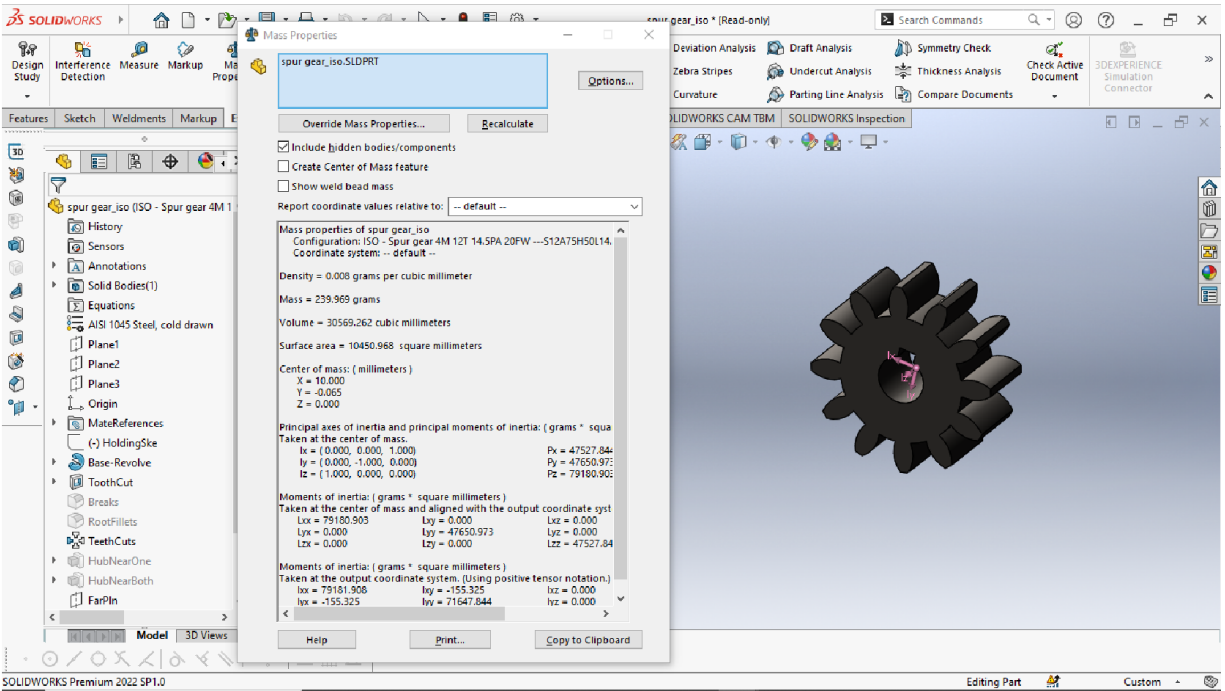 SOLIDWORKS
spur gear_iso * [Read-only]
Search Commands
Design Study
Interference Detection
Measure
Markup
Deviation Analysis
Draft Analysis
Symmetry Check
Zebra Stripes
Undercut Analysis
Thickness Analysis
Curvature
Parting Line Analysis
Compare Documents
Check Active Document
3DEXPERIENCE Simulation Connector
Features
Sketch
Weldments
Markup
SOLIDWORKS CAM TBM
SOLIDWORKS Inspection
spur gear_iso (ISO - Spur gear 4M 1
History
Sensors
Annotations
Solid Bodies(1)
Equations
AISI 1045 Steel, cold drawn
Plane1
Plane2
Plane3
Origin
MateReferences
(-) HoldingSke
Base-Revolve
ToothCut
Breaks
RootFillets
TeethCuts
HubNearOne
HubNearBoth
FarPln
Model
3D Views
Mass Properties
spur gear_iso.SLDPRT
Options...
Override Mass Properties...
Recalculate
Include hidden bodies/components
Create Center of Mass feature
Show weld bead mass
Report coordinate values relative to:
-- default --
Mass properties of spur gear_iso
Configuration: ISO - Spur gear 4M 12T 14.5PA 20FW ---S12A75H50L14.
Coordinate system: -- default --
Density = 0.008 grams per cubic millimeter
Mass = 239.969 grams
Volume = 30569.262 cubic millimeters
Surface area = 10450.968 square millimeters
Center of mass: ( millimeters )
X = 10.000
Y = -0.065
Z = 0.000
Principal axes of inertia and principal moments of inertia: ( grams * squa
Taken at the center of mass.
Ix = ( 0.000, 0.000, 1.000) Px = 47527.844
Iy = ( 0.000, -1.000, 0.000) Py = 47650.973
Iz = ( 1.000, 0.000, 0.000) Pz = 79180.903
Moments of inertia: ( grams * square millimeters )
Taken at the center of mass and aligned with the output coordinate syst
Lxx = 79180.903 Lxy = 0.000 Lxz = 0.000
Lyx = 0.000 Lyy = 47650.973 Lyz = 0.000
Lzx = 0.000 Lzy = 0.000 Lzz = 47527.84
Moments of inertia: ( grams * square millimeters )
Taken at the output coordinate system. (Using positive tensor notation.)
Ixx = 79181.908 Ixy = -155.325 Ixz = 0.000
Iyx = -155.325 Iyy = 71647.844 Iyz = 0.000
Help
Print...
Copy to Clipboard
SOLIDWORKS Premium 2022 SP1.0
Editing Part
Custom